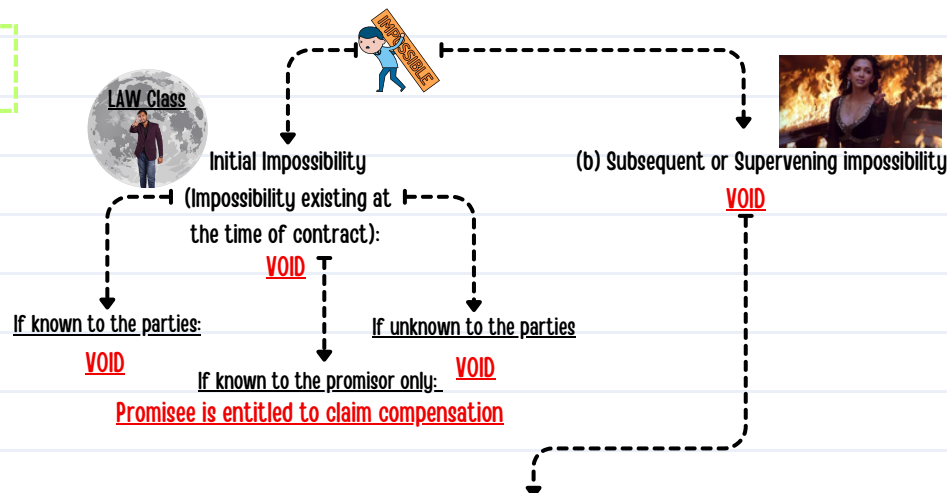 IMPOSSIBLE
LAW Class
Initial Impossibility
(Impossibility existing at
the time of contract):
VOID
(b) Subsequent or Supervening impossibility
VOID
If known to the parties:
VOID
If known to the promisor only:
Promisee is entitled to claim compensation
If unknown to the parties
VOID